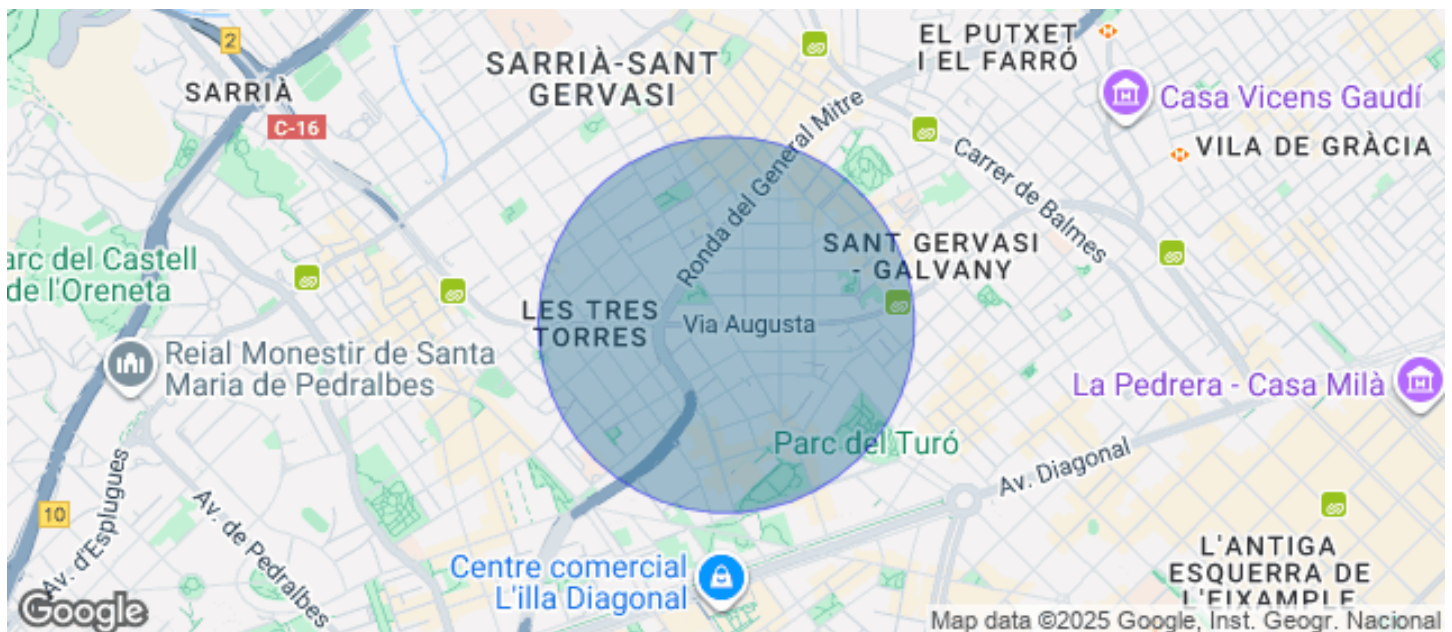 2
SARRIÀ
C-16
SARRIÀ-SANT
GERVASI
EL PUTXET
I EL FARRÓ
Casa Vicens Gaudí
VILA DE GRÀCIA
Ronda del General Mitre
Carrer de Balmes
SANT GERVASI
- GALVANY
arc del Castell
de l'Oreneta
LES TRES
TORRES
Via Augusta
Reial Monestir de Santa
Maria de Pedralbes
La Pedrera - Casa Milà
Parc del Turó
Av. Diagonal
10
Av. d'Esplugues
Av. de Pedralbes
Centre comercial
L'illa Diagonal
L'ANTIGA
ESQUERRA DE
L'EIXAMPLE
Google
Map data ©2025 Google, Inst. Geogr. Nacional